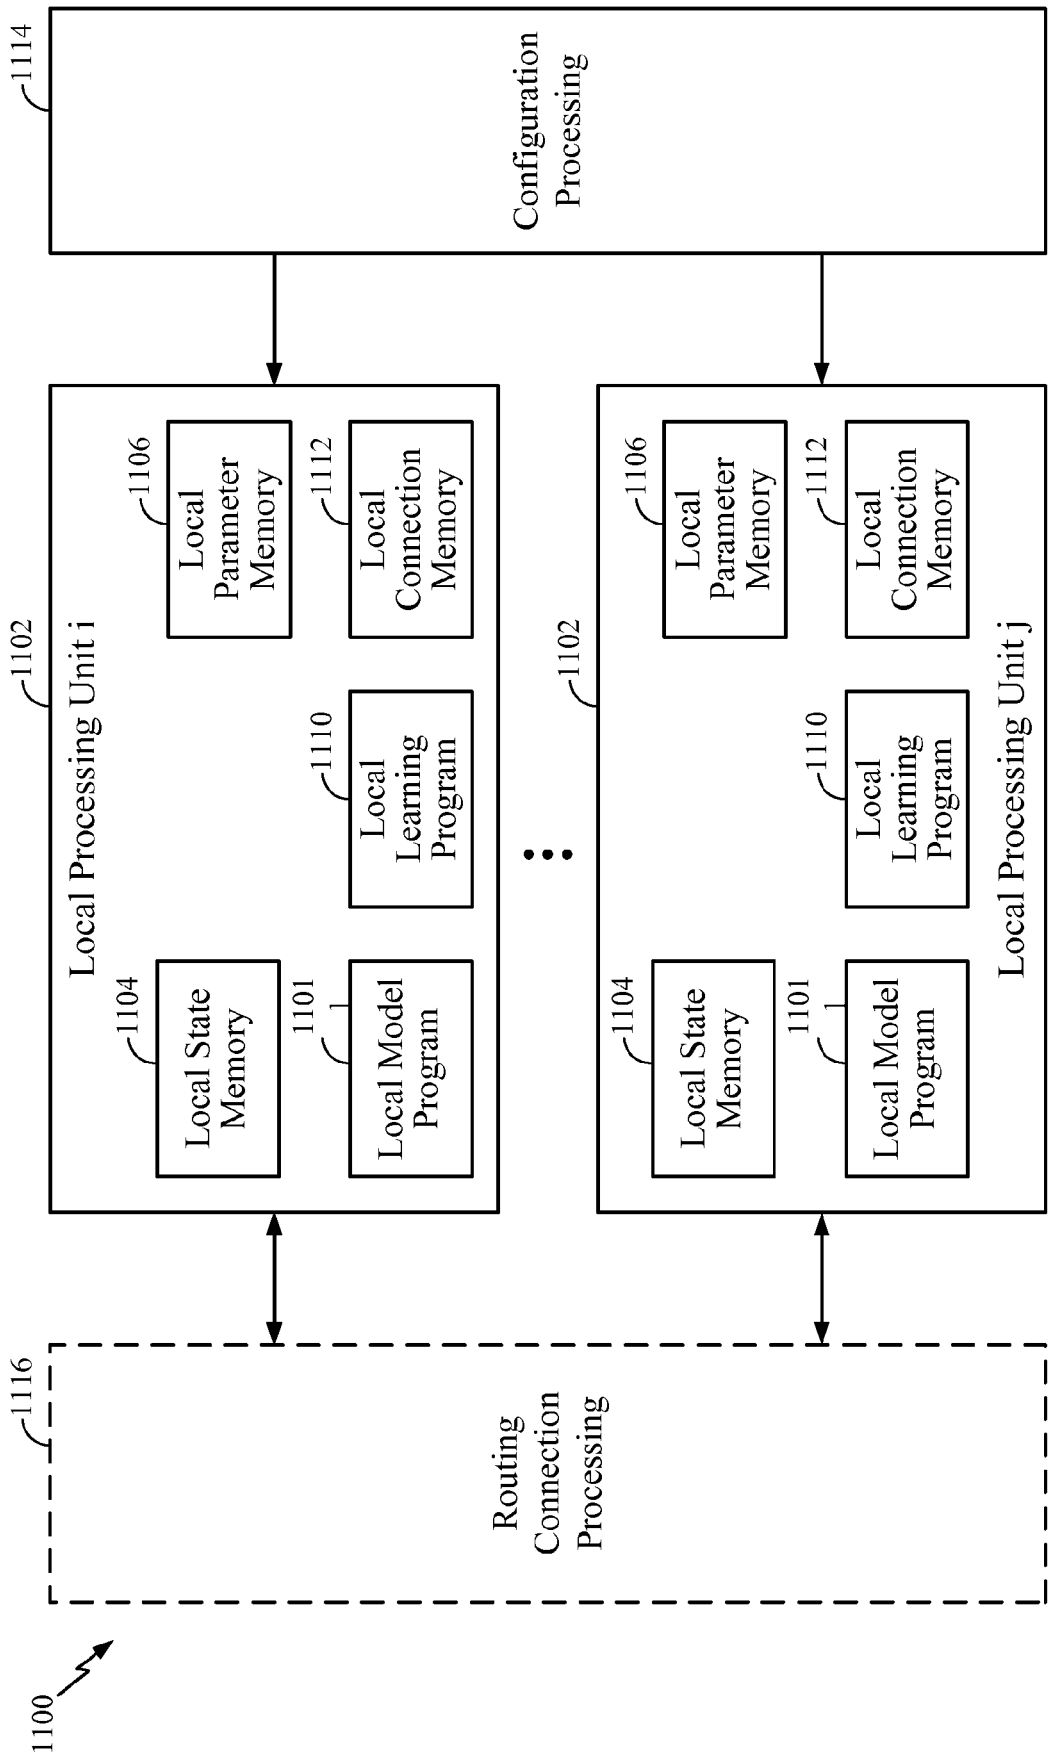 1100
1116
Routing
Connection
Processing
1102
Local Processing Unit i
1104
Local State
Memory
1106
Local
Parameter
Memory
1101
1
Local Model
Program
1110
Local
Learning
Program
1112
Local
Connection
Memory
1102
1104
Local State
Memory
1106
Local
Parameter
Memory
1101
1
Local Model
Program
1110
Local
Learning
Program
1112
Local
Connection
Memory
Local Processing Unit j
1114
Configuration
Processing